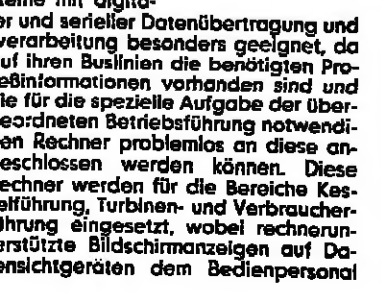 teme mit digita-
er und serieller Datenübertragung und
verarbeitung besonders geeignet, da
uf ihren Buslinien die benötigten Pro-
eßinformationen vorhanden sind und
ie für die spezielle Aufgabe der über-
eordneten Betriebsführung notwendi-
en Rechner problemlos an diese an-
eschlossen werden können. Diese
echner werden für die Bereiche Kes-
elführung, Turbinen- und Verbraucher-
ührung eingesetzt, wobei rechnerun-
erstützte Bildschirmanzeigen auf Da-
ensichtgeräten dem Bedienpersonal